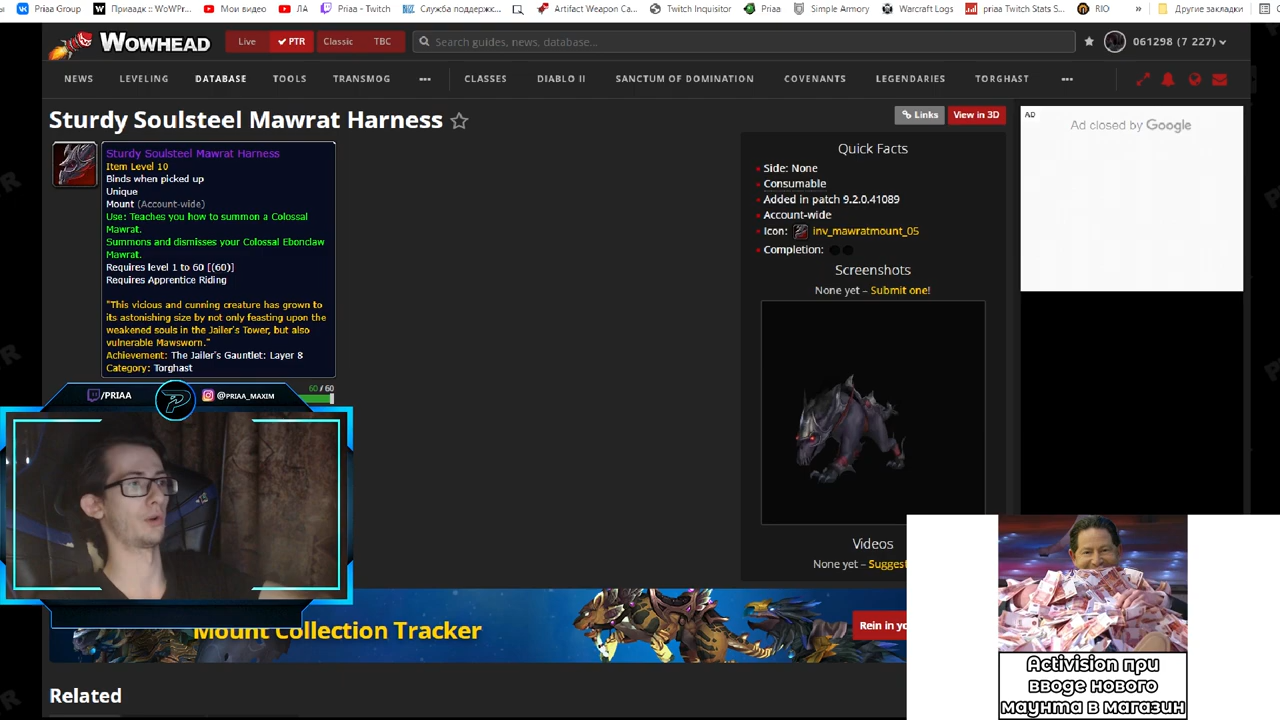 Priaa Group
Приаадж :: WoWPr...
Мои видео
ЛА
Priaa - Twitch
Служба поддержк...
Artifact Weapon Ca...
Twitch Inquisitor
Priaa
Simple Armory
Warcraft Logs
priaa Twitch Stats S...
RIO
»
Другие закладки
WOWHEAD
Live
PTR
Classic
TBC
Search guides, news, database...
061298 (7 227)
NEWS
LEVELING
DATABASE
TOOLS
TRANSMOG
CLASSES
DIABLO II
SANCTUM OF DOMINATION
COVENANTS
LEGENDARIES
TORGHAST
Sturdy Soulsteel Mawrat Harness
Links
View in 3D
Sturdy Soulsteel Mawrat Harness
Item Level 10
Binds when picked up
Unique
Mount (Account-wide)
Use: Teaches you how to summon a Colossal
Mawrat.
Summons and dismisses your Colossal Ebonclaw
Mawrat.
Requires level 1 to 60 [(60)]
Requires Apprentice Riding
"This vicious and cunning creature has grown to
its astonishing size by not only feasting upon the
weakened souls in the Jailer's Tower, but also
vulnerable Mawsworn."
Achievement: The Jailer's Gauntlet: Layer 8
Category: Torghast
60 / 60
Quick Facts
Side: None
Consumable
Added in patch 9.2.0.41089
Account-wide
Icon: inv_mawratmount_05
Completion:
Screenshots
None yet – Submit one!
Videos
None yet – Suggest
AD
Ad closed by Google
/PRIAA
@PRIAA_MAXIM
Mount Collection Tracker
Rein in yo
Related
Activision при
вводе нового
маунта в магазин